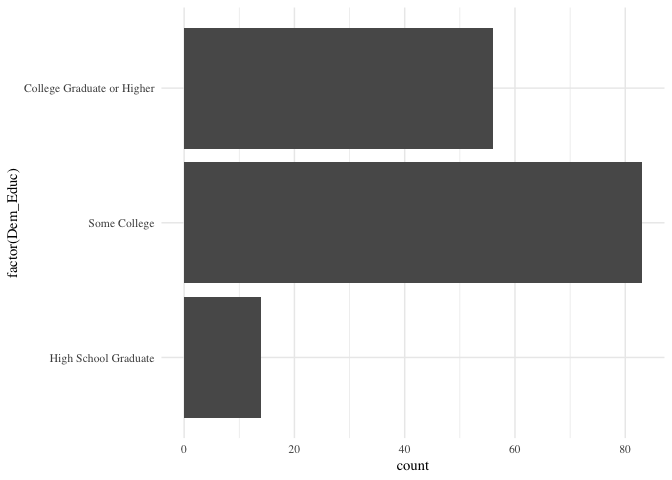 College Graduate or Higher
Some College
High School Graduate
factor(Dem_Educ)
0 20 40 60 80
count